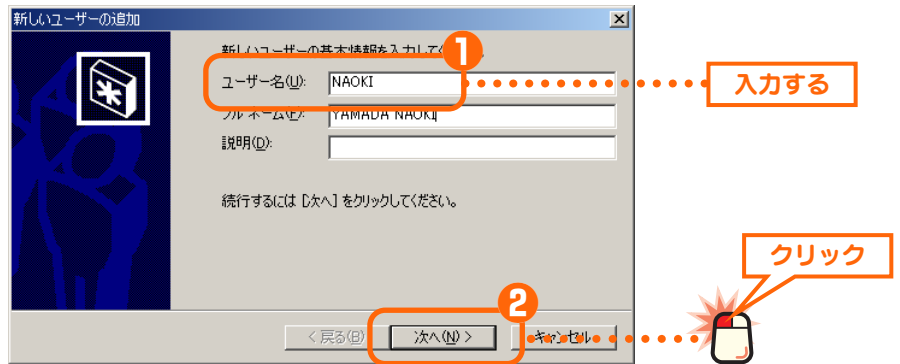 新しいユーザーの追加
新しいユーザーの基本情報を入力して
1
ユーザー名(U): NAOKI
入力する
フル ネーム(F): YAMADA NAOKI
説明(D):
続行するには [次へ] をクリックしてください。
クリック
2
< 戻る(B) 次へ(N) > キャンセル